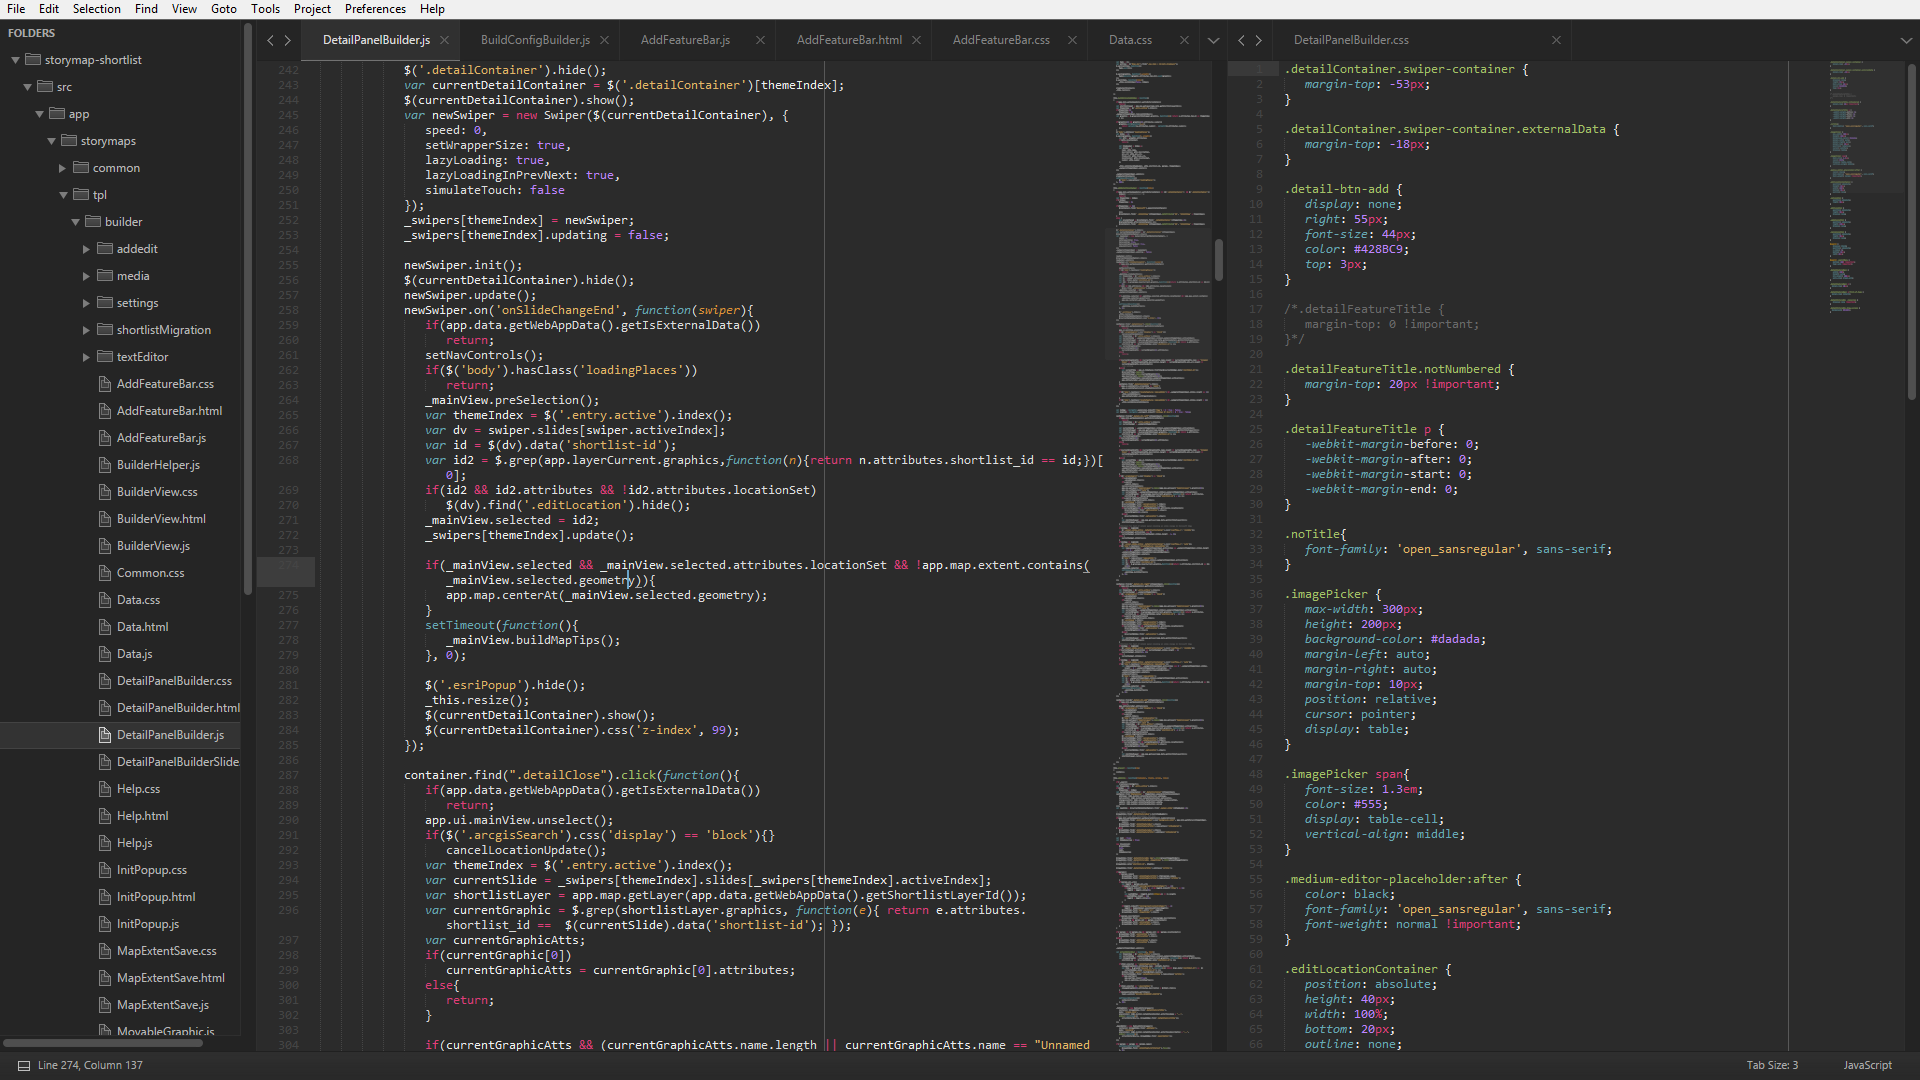 File Edit Selection Find View Goto Tools Project Preferences Help
FOLDERS
storymap-shortlist
src
app
storymaps
common
tpl
builder
addedit
media
settings
shortlistMigration
textEditor
AddFeatureBar.css
AddFeatureBar.html
AddFeatureBar.js
BuilderHelper.js
BuilderView.css
BuilderView.html
BuilderView.js
Common.css
Data.css
Data.html
Data.js
DetailPanelBuilder.css
DetailPanelBuilder.html
DetailPanelBuilder.js
DetailPanelBuilderSlide
Help.css
Help.html
Help.js
InitPopup.css
InitPopup.html
InitPopup.js
MapExtentSave.css
MapExtentSave.html
MapExtentSave.js
MovableGraphic.js
DetailPanelBuilder.js BuildConfigBuilder.js AddFeatureBar.js AddFeatureBar.html AddFeatureBar.css Data.css
242 $('.detailContainer').hide();
243 var currentDetailContainer = $('.detailContainer')[themeIndex];
244 $(currentDetailContainer).show();
245 var newSwiper = new Swiper($(currentDetailContainer), {
246 speed: 0,
247 setWrapperSize: true,
248 lazyLoading: true,
249 lazyLoadingInPrevNext: true,
250 simulateTouch: false
251 });
252 _swipers[themeIndex] = newSwiper;
253 _swipers[themeIndex].updating = false;
254
255 newSwiper.init();
256 $(currentDetailContainer).hide();
257 newSwiper.update();
258 newSwiper.on('onSlideChangeEnd', function(swiper){
259 if(app.data.getWebAppData().getIsExternalData())
260 return;
261 setNavControls();
262 if($('body').hasClass('loadingPlaces'))
263 return;
264 _mainView.preSelection();
265 var themeIndex = $('.entry.active').index();
266 var dv = swiper.slides[swiper.activeIndex];
267 var id = $(dv).data('shortlist-id');
268 var id2 = $.grep(app.layerCurrent.graphics,function(n){return n.attributes.shortlist_id == id;})[
0];
269 if(id2 && id2.attributes && !id2.attributes.locationSet)
270 $(dv).find('.editLocation').hide();
271 _mainView.selected = id2;
272 _swipers[themeIndex].update();
273
274 if(_mainView.selected && _mainView.selected.attributes.locationSet && !app.map.extent.contains(
_mainView.selected.geometry)){
275 app.map.centerAt(_mainView.selected.geometry);
276 }
277 setTimeout(function(){
278 _mainView.buildMapTips();
279 }, 0);
280
281 $('.esriPopup').hide();
282 _this.resize();
283 $(currentDetailContainer).show();
284 $(currentDetailContainer).css('z-index', 99);
285 });
286
287 container.find(".detailClose").click(function(){
288 if(app.data.getWebAppData().getIsExternalData())
289 return;
290 app.ui.mainView.unselect();
291 if($('.arcgisSearch').css('display') == 'block'){}
292 cancelLocationUpdate();
293 var themeIndex = $('.entry.active').index();
294 var currentSlide = _swipers[themeIndex].slides[_swipers[themeIndex].activeIndex];
295 var shortlistLayer = app.map.getLayer(app.data.getWebAppData().getShortlistLayerId());
296 var currentGraphic = $.grep(shortlistLayer.graphics, function(e){ return e.attributes.
shortlist_id == $(currentSlide).data('shortlist-id'); });
297 var currentGraphicAtts;
298 if(currentGraphic[0])
299 currentGraphicAtts = currentGraphic[0].attributes;
300 else{
301 return;
302 }
303
304 if(currentGraphicAtts && (currentGraphicAtts.name.length || currentGraphicAtts.name == "Unnamed
DetailPanelBuilder.css
1 .detailContainer.swiper-container {
2 margin-top: -53px;
3 }
4
5 .detailContainer.swiper-container.externalData {
6 margin-top: -18px;
7 }
8
9 .detail-btn-add {
10 display: none;
11 right: 55px;
12 font-size: 44px;
13 color: #428BC9;
14 top: 3px;
15 }
16
17 /*.detailFeatureTitle {
18 margin-top: 0 !important;
19 }*/
20
21 .detailFeatureTitle.notNumbered {
22 margin-top: 20px !important;
23 }
24
25 .detailFeatureTitle p {
26 -webkit-margin-before: 0;
27 -webkit-margin-after: 0;
28 -webkit-margin-start: 0;
29 -webkit-margin-end: 0;
30 }
31
32 .noTitle{
33 font-family: 'open_sansregular', sans-serif;
34 }
35
36 .imagePicker {
37 max-width: 300px;
38 height: 200px;
39 background-color: #dadada;
40 margin-left: auto;
41 margin-right: auto;
42 margin-top: 10px;
43 position: relative;
44 cursor: pointer;
45 display: table;
46 }
47
48 .imagePicker span{
49 font-size: 1.3em;
50 color: #555;
51 display: table-cell;
52 vertical-align: middle;
53 }
54
55 .medium-editor-placeholder:after {
56 color: black;
57 font-family: 'open_sansregular', sans-serif;
58 font-weight: normal !important;
59 }
60
61 .editLocationContainer {
62 position: absolute;
63 height: 40px;
64 width: 100%;
65 bottom: 20px;
66 outline: none;
Line 274, Column 137
Tab Size: 3
JavaScript